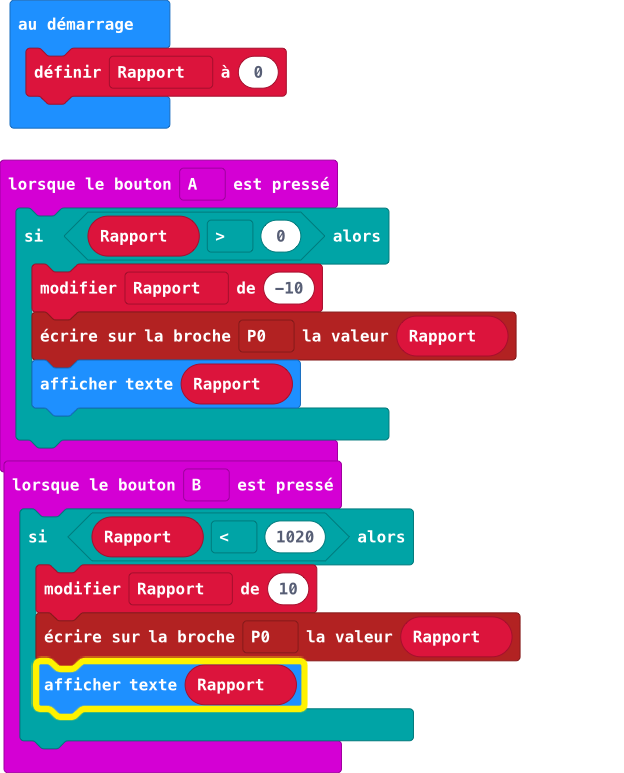 au démarrage
définir Rapport à 0
lorsque le bouton A est pressé
si Rapport > 0 alors
modifier Rapport de −10
écrire sur la broche P0 la valeur Rapport
afficher texte Rapport
lorsque le bouton B est pressé
si Rapport < 1020 alors
modifier Rapport de 10
écrire sur la broche P0 la valeur Rapport
afficher texte Rapport